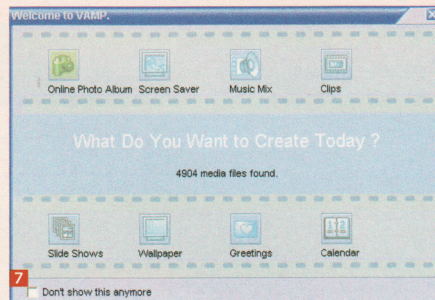 Welcome to VAMP.
Online Photo Album Screen Saver Music Mix Clips
What Do You Want to Create Today ?
4904 media files found.
Slide Shows Wallpaper Greetings Calendar
7
Don't show this anymore